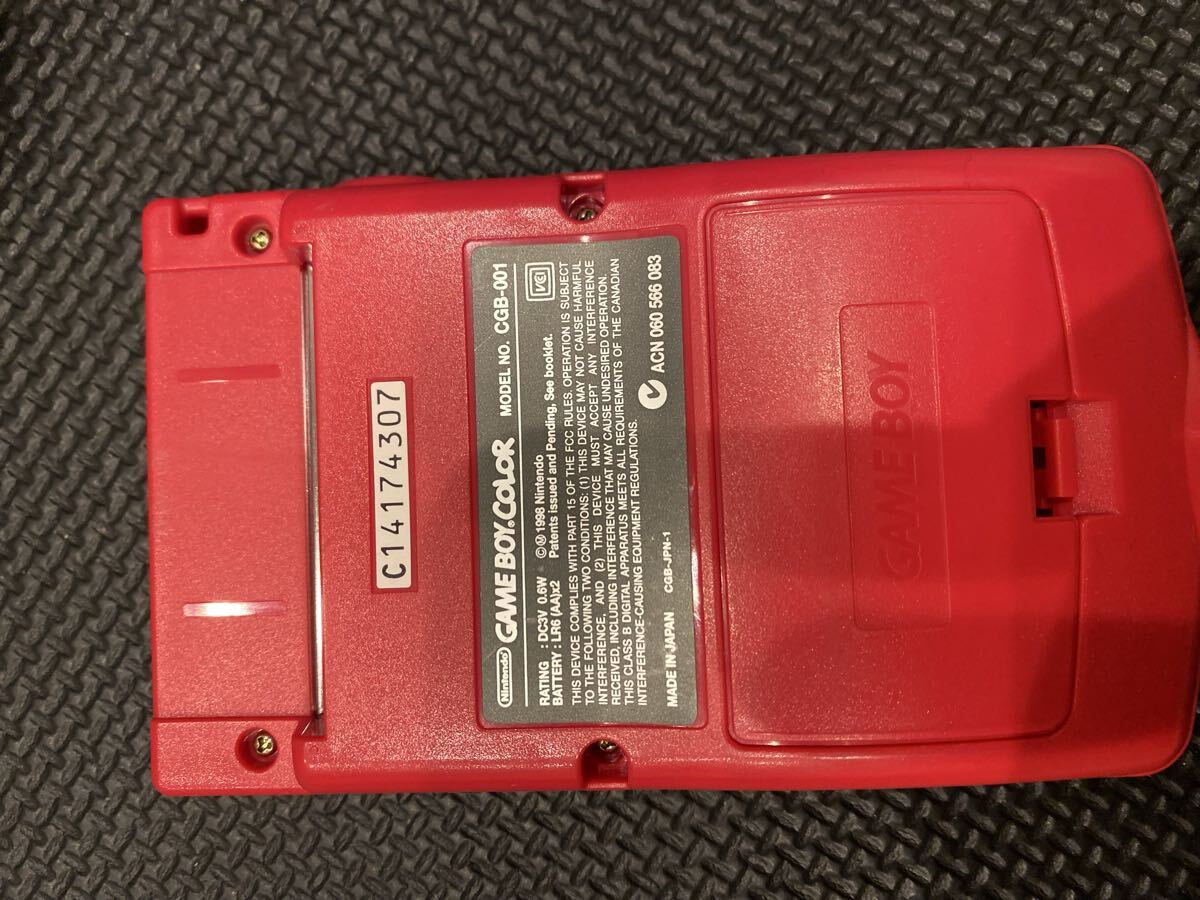 C14174307
Nintendo GAME BOY COLOR MODEL NO. CGB-001
RATING : DC3V 0.6W ©Ⓜ1998 Nintendo
BATTERY : LR6 (AA)x2 Patents issued and Pending, See booklet. VCI
THIS DEVICE COMPLIES WITH PART 15 OF THE FCC RULES. OPERATION IS SUBJECT
TO THE FOLLOWING TWO CONDITIONS: (1) THIS DEVICE MAY NOT CAUSE HARMFUL
INTERFERENCE, AND (2) THIS DEVICE MUST ACCEPT ANY INTERFERENCE
RECEIVED, INCLUDING INTERFERENCE THAT MAY CAUSE UNDESIRED OPERATION.
THIS CLASS B DIGITAL APPARATUS MEETS ALL REQUIREMENTS OF THE CANADIAN
INTERFERENCE-CAUSING EQUIPMENT REGULATIONS.
ACN 060 566 083
MADE IN JAPAN CGB-JPN-1
GAME BOY